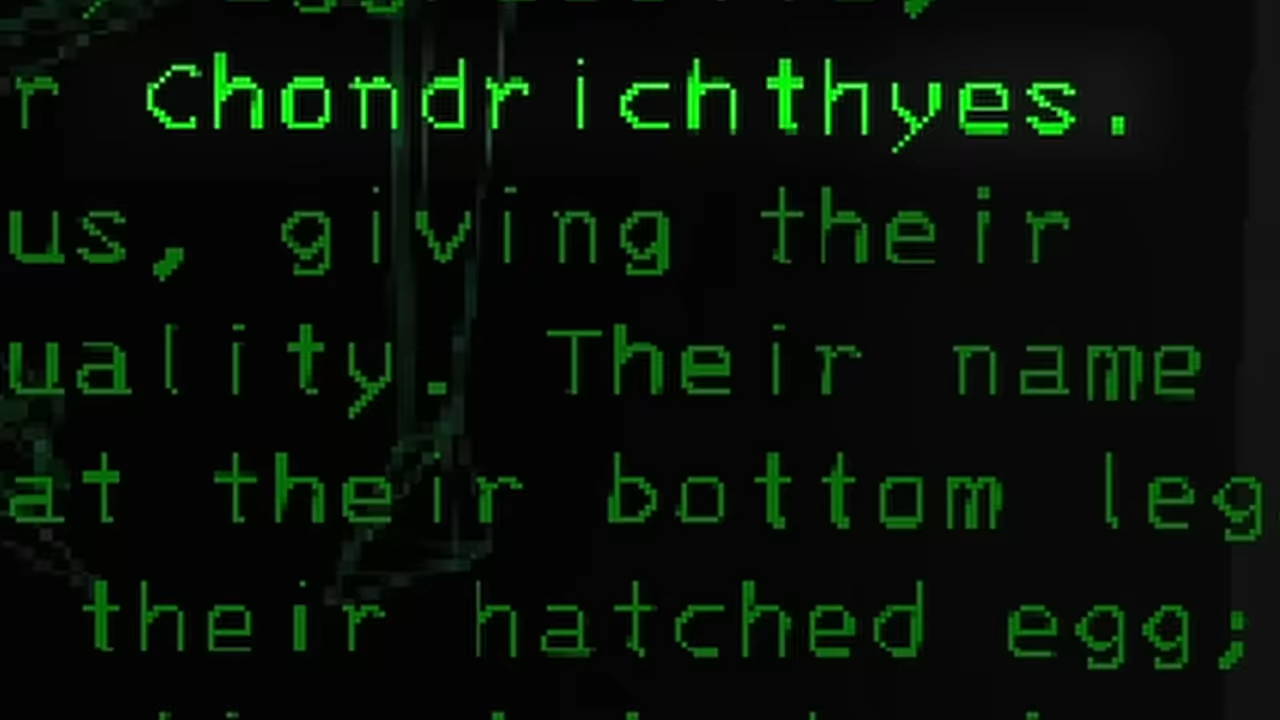 r Chondrichthyes.
us, giving their
uality. Their name
at their bottom leg
their hatched egg;